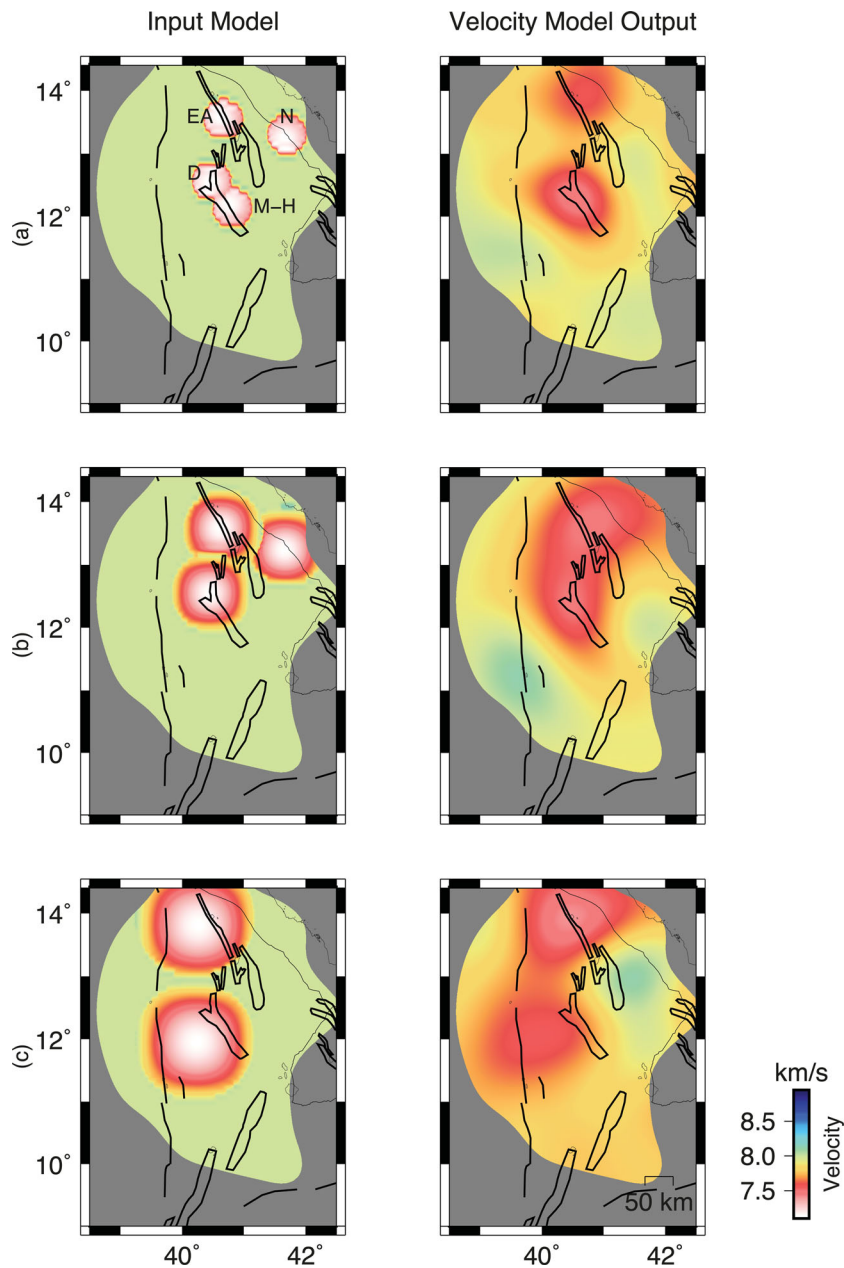 Input Model
Velocity Model Output
14°
12°
10°
(a)
EA
N
D
M–H
14°
12°
10°
(b)
14°
12°
10°
(c)
40°
42°
40°
42°
50 km
km/s
8.5
8.0
7.5
Velocity